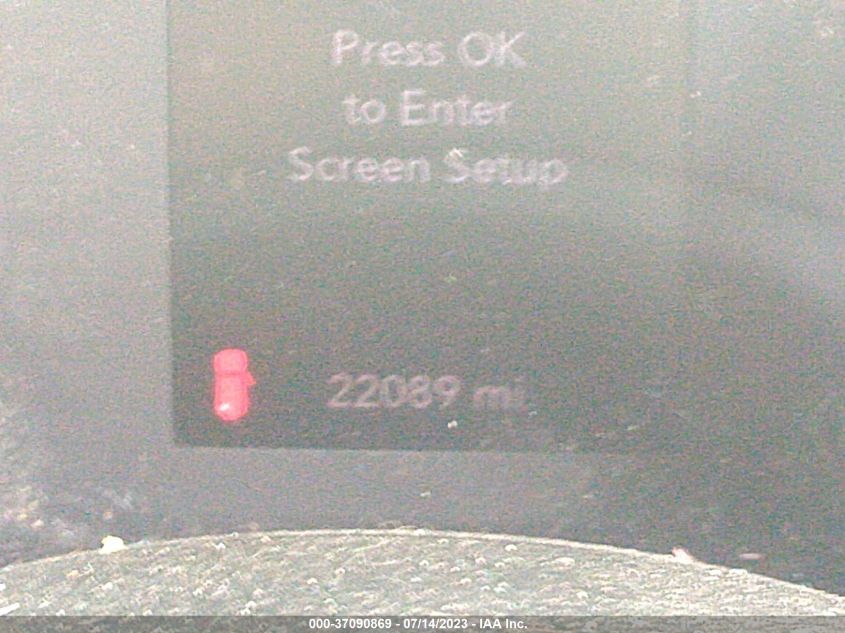 Press OK
to Enter
Screen Setup
22089 mi
000-37090869 - 07/14/2023 - IAA Inc.